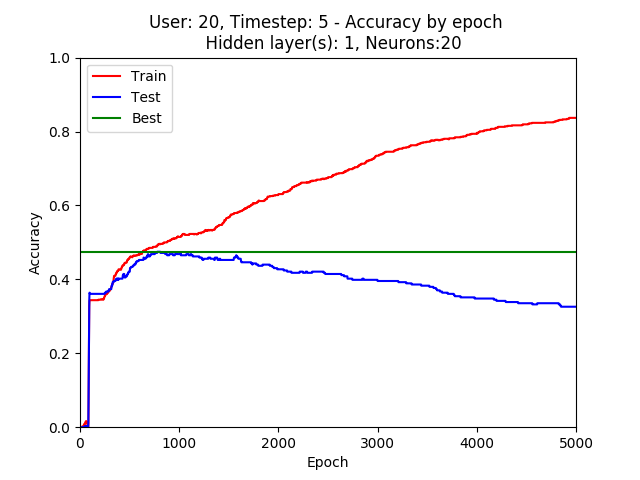 User: 20, Timestep: 5 - Accuracy by epoch
Hidden layer(s): 1, Neurons:20
1.0
0.8
0.6
0.4
0.2
0.0
Accuracy
Train
Test
Best
0 1000 2000 3000 4000 5000
Epoch